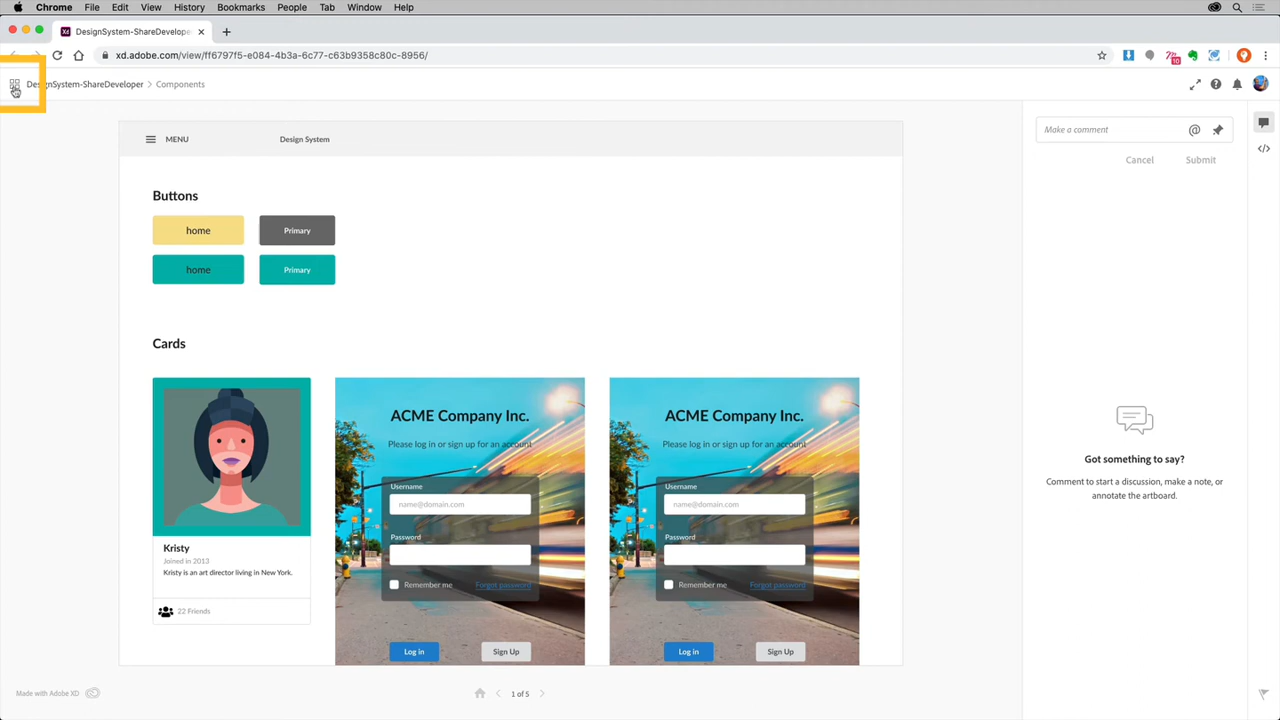 Chrome File Edit View History Bookmarks People Tab Window Help
DesignSystem-ShareDevelope
xd.adobe.com/view/ff6797f5-e084-4b3a-6c77-c63b9358c80c-8956/
10
DesignSystem-ShareDeveloper > Components
MENU Design System
Make a comment @
Cancel Submit
Buttons
home Primary
home Primary
Cards
ACME Company Inc. ACME Company Inc.
Please log in or sign up for an account Please log in or sign up for an account
Username Username
name@domain.com name@domain.com
Password Password
Remember me Forgot password Remember me Forgot password
Log in Sign Up Log in Sign Up
Kristy
Joined in 2013
Kristy is an art director living in New York.
22 Friends
Got something to say?
Comment to start a discussion, make a note, or
annotate the artboard.
Made with Adobe XD
1 of 5